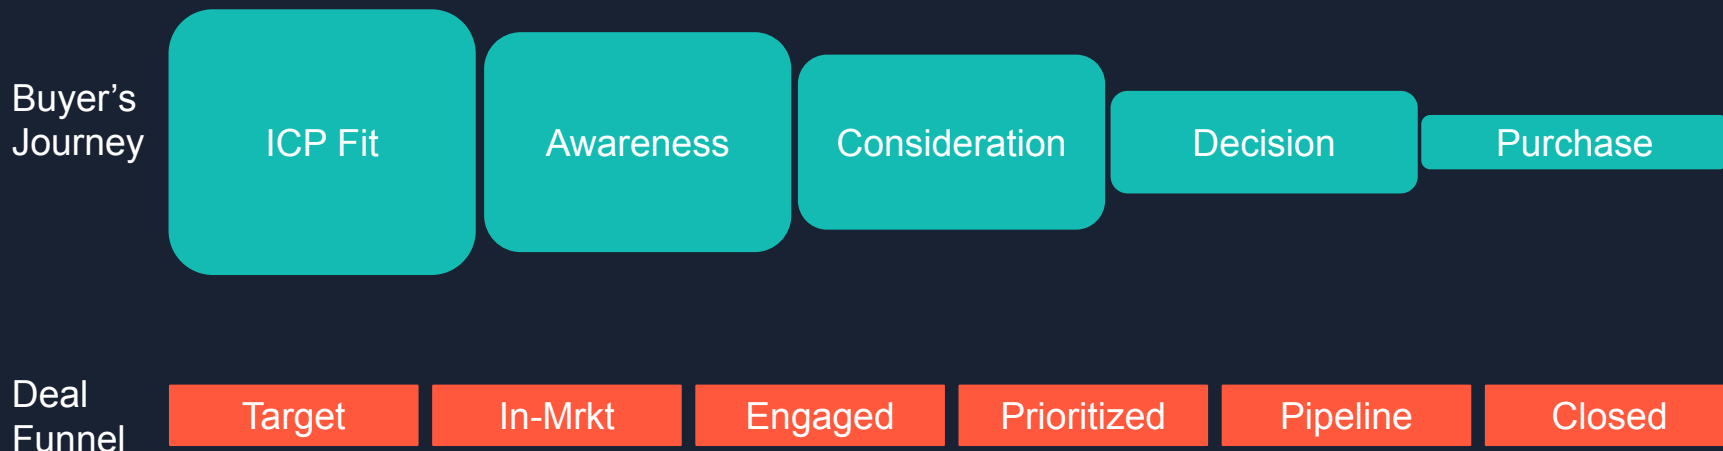 Buyer’s
Journey
ICP Fit
Awareness
Consideration
Decision
Purchase
Deal
Funnel
Target
In-Mrkt
Engaged
Prioritized
Pipeline
Closed